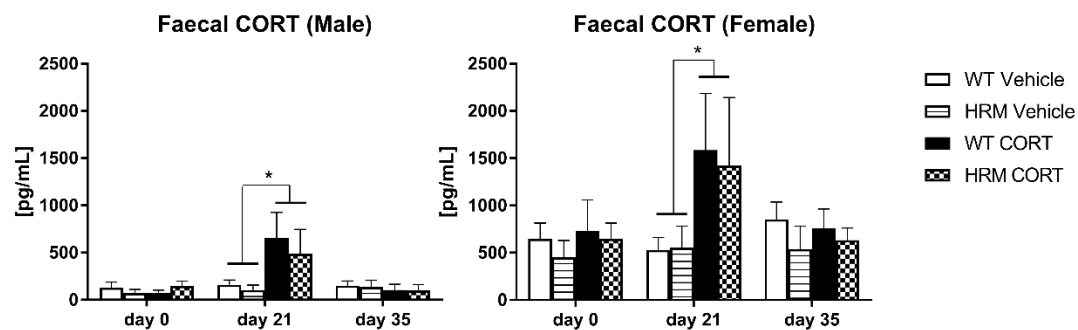 Faecal CORT (Male)
[pg/mL]
2500
2000
1500
1000
500
0
*
day 0
day 21
day 35
Faecal CORT (Female)
[pg/mL]
2500
2000
1500
1000
500
0
*
day 0
day 21
day 35
WT Vehicle
HRM Vehicle
WT CORT
HRM CORT